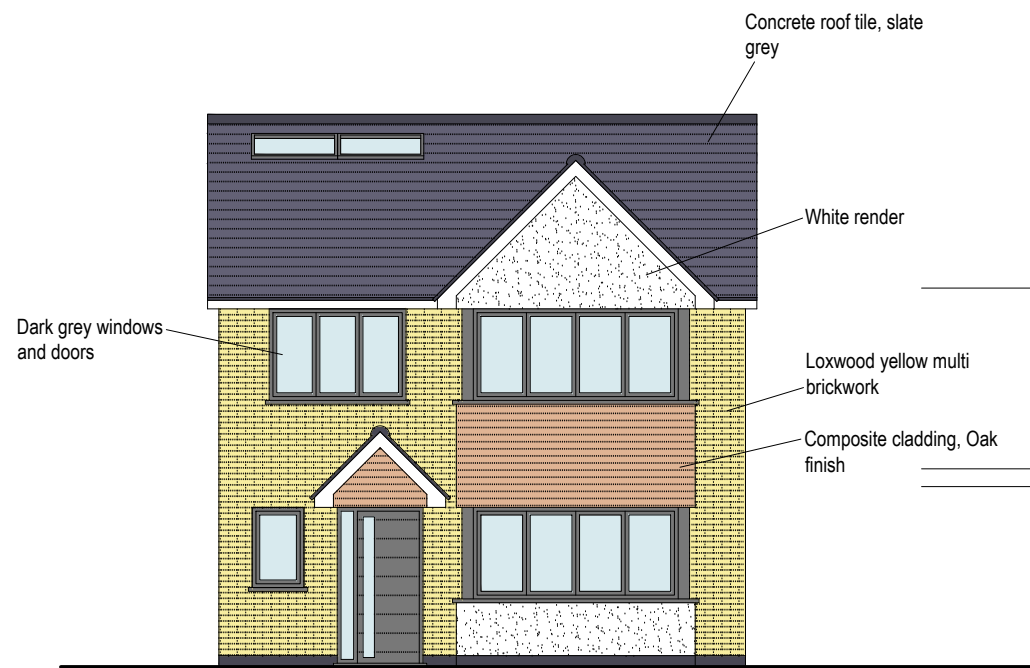 Concrete roof tile, slate
grey
White render
Dark grey windows
and doors
Loxwood yellow multi
brickwork
Composite cladding, Oak
finish